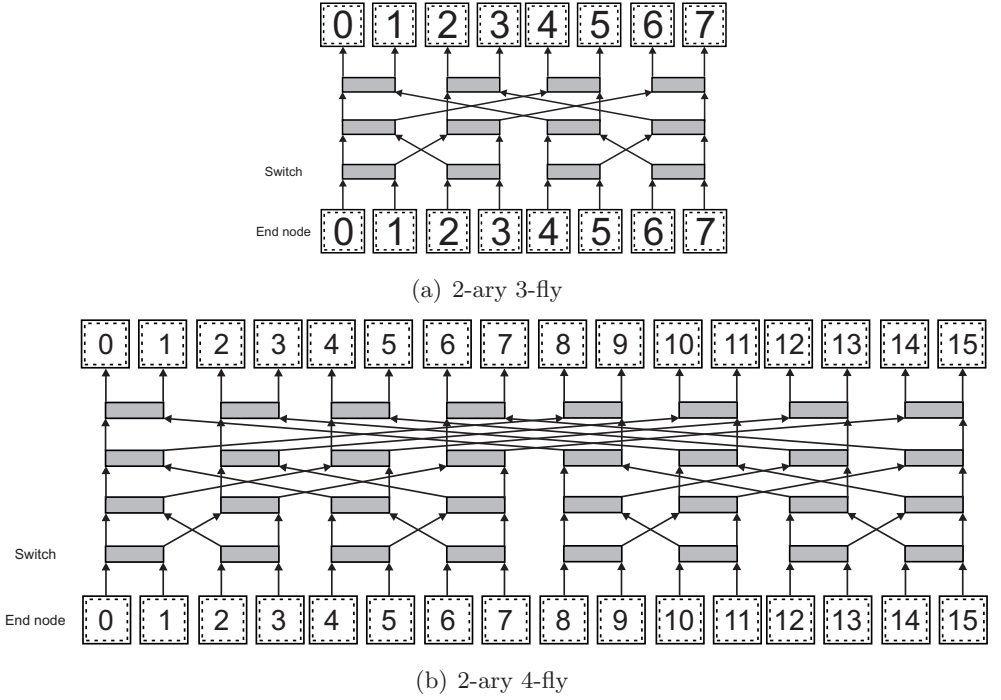 0 1 2 3 4 5 6 7
Switch
End node 0 1 2 3 4 5 6 7
(a) 2-ary 3-fly
0 1 2 3 4 5 6 7 8 9 10 11 12 13 14 15
Switch
End node 0 1 2 3 4 5 6 7 8 9 10 11 12 13 14 15
(b) 2-ary 4-fly